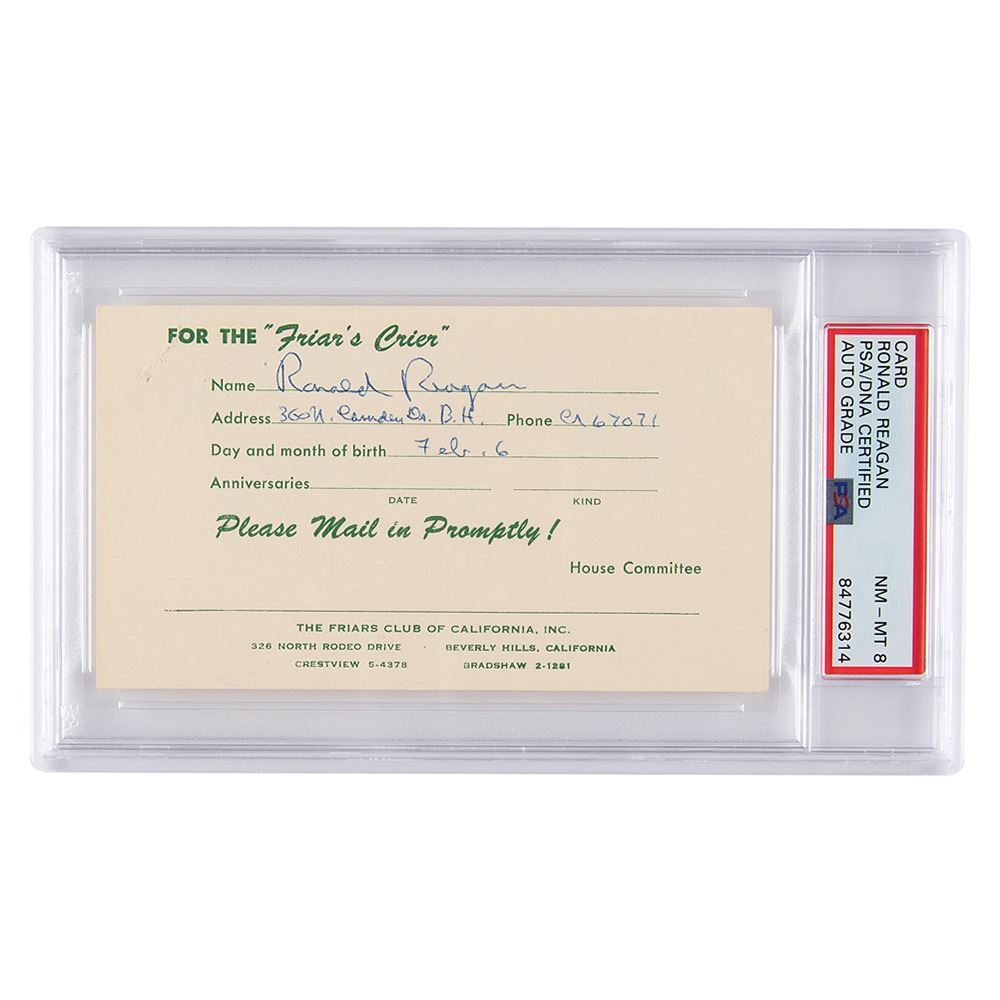 FOR THE "Friar's Crier"
Name Ronald Reagan
Address 360 N. Camden Dr. B.H. Phone CR 67071
Day and month of birth Febr. 6
Anniversaries
DATE KIND
Please Mail in Promptly!
House Committee
THE FRIARS CLUB OF CALIFORNIA, INC.
326 NORTH RODEO DRIVE · BEVERLY HILLS, CALIFORNIA
CRESTVIEW 5-4378 BRADSHAW 2-1281
CARD
RONALD REAGAN
PSA/DNA CERTIFIED
AUTO GRADE
PSA
NM-MT 8
84776314